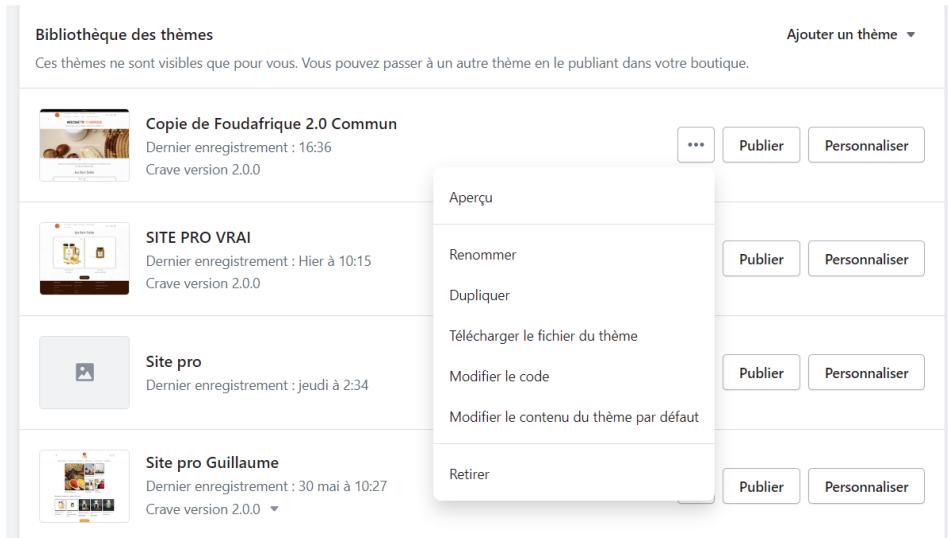 Bibliothèque des thèmes
Ajouter un thème
Ces thèmes ne sont visibles que pour vous. Vous pouvez passer à un autre thème en le publiant dans votre boutique.
Copie de Foudafrique 2.0 Commun
Dernier enregistrement : 16:36
Crave version 2.0.0
Publier
Personnaliser
Aperçu
Renommer
Dupliquer
Télécharger le fichier du thème
Modifier le code
Modifier le contenu du thème par défaut
Retirer
SITE PRO VRAI
Dernier enregistrement : Hier à 10:15
Crave version 2.0.0
Publier
Personnaliser
Site pro
Dernier enregistrement : jeudi à 2:34
Publier
Personnaliser
Site pro Guillaume
Dernier enregistrement : 30 mai à 10:27
Crave version 2.0.0
Publier
Personnaliser